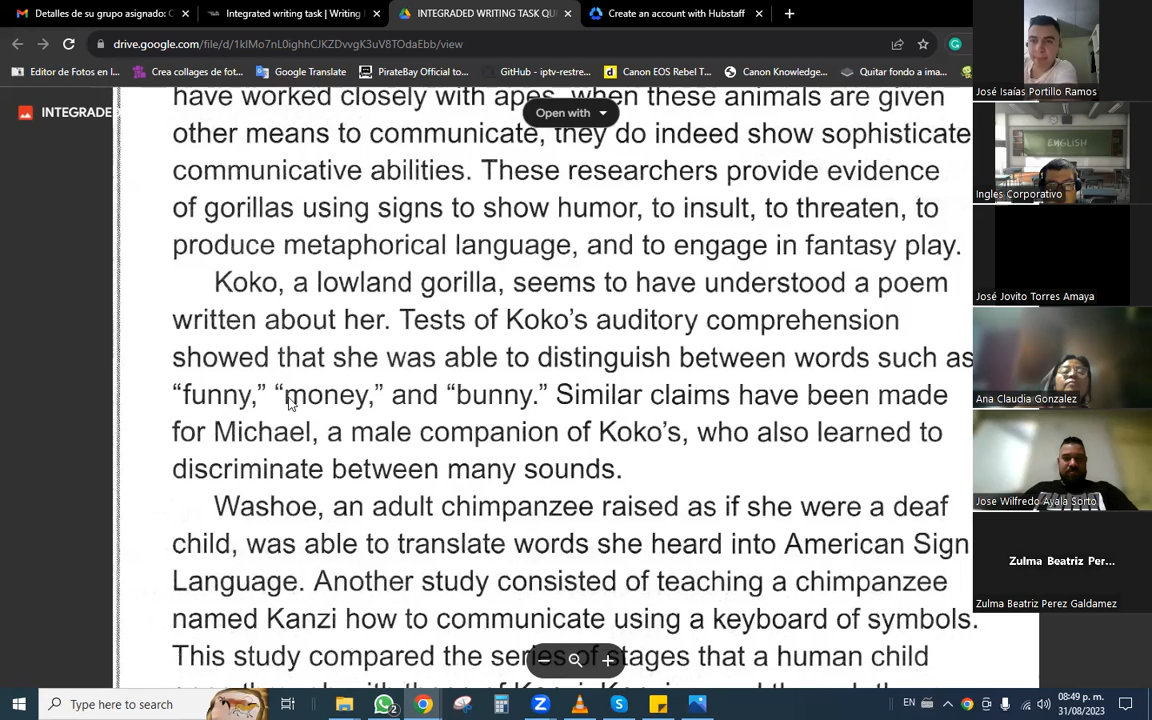 Detalles de su grupo asignado: C
Integrated writing task | Writing
INTEGRADED WRITING TASK QU
Create an account with Hubstaff
drive.google.com/file/d/1klMo7nL0ighhCJKZDvvgK3uV8TOdaEbb/view
Editor de Fotos en l...
Crea collages de fot...
Google Translate
PirateBay Official to...
GitHub - iptv-restre...
Canon EOS Rebel T...
Canon Knowledge...
Quitar fondo a ima...
INTEGRADE
Open with
have worked closely with apes, when these animals are given
other means to communicate, they do indeed show sophisticate
communicative abilities. These researchers provide evidence
of gorillas using signs to show humor, to insult, to threaten, to
produce metaphorical language, and to engage in fantasy play.
Koko, a lowland gorilla, seems to have understood a poem
written about her. Tests of Koko's auditory comprehension
showed that she was able to distinguish between words such as
“funny,” “money,” and “bunny.” Similar claims have been made
for Michael, a male companion of Koko's, who also learned to
discriminate between many sounds.
Washoe, an adult chimpanzee raised as if she were a deaf
child, was able to translate words she heard into American Sign
Language. Another study consisted of teaching a chimpanzee
named Kanzi how to communicate using a keyboard of symbols.
This study compared the series of stages that a human child
José Isaías Portillo Ramos
ENGLISH
Ingles Corporativo
José Jovito Torres Amaya
Ana Claudia Gonzalez
Jose Wilfredo Ayala Sorto
Zulma Beatriz Per...
Zulma Beatriz Perez Galdamez
Type here to search
2
EN
08:49 p. m.
31/08/2023